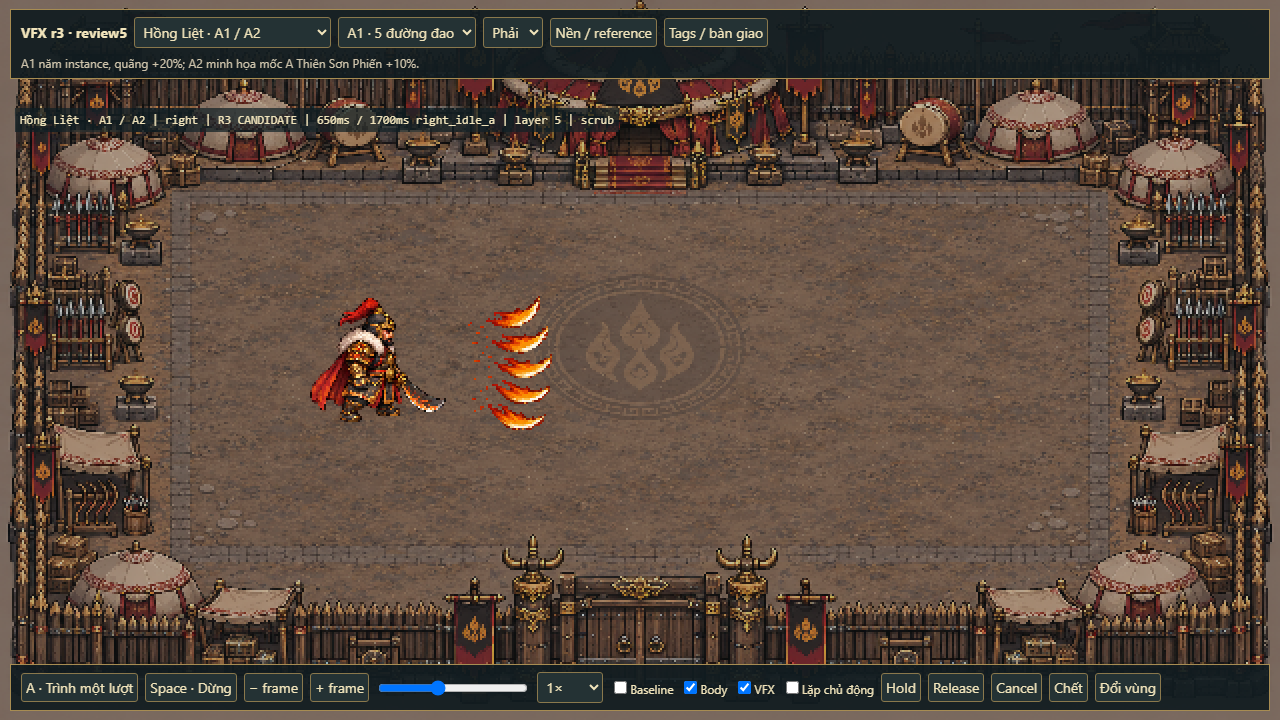 VFX r3 · review5 Hồng Liệt · A1 / A2 A1 · 5 đường đao Phải Nền / reference Tags / bàn giao
A1 năm instance, quãng +20%; A2 minh họa mốc A Thiên Sơn Phiến +10%.
Hồng Liệt · A1 / A2 | right | R3 CANDIDATE | 650ms / 1700ms right_idle_a | layer 5 | scrub
A · Trình một lượt Space · Dừng − frame + frame 1× Baseline Body VFX Lặp chủ động Hold Release Cancel Chết Đổi vùng